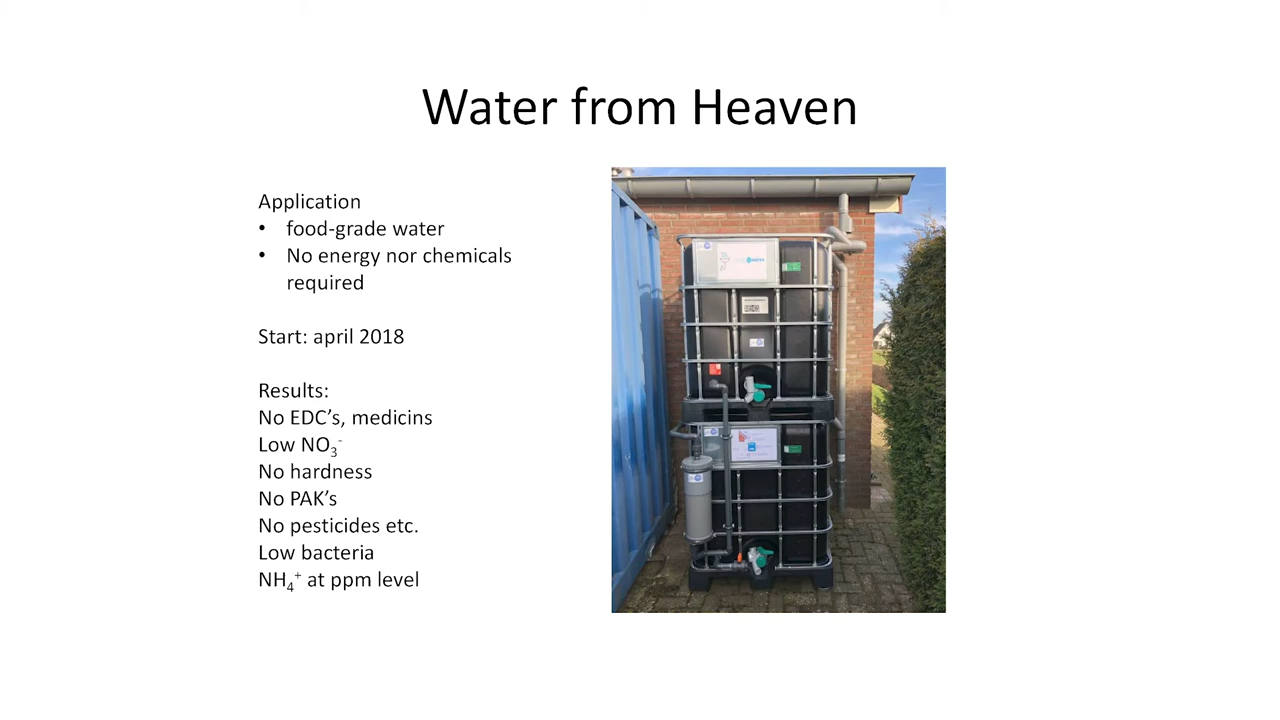 Water from Heaven
Application
• food-grade water
• No energy nor chemicals
required
Start: april 2018
Results:
No EDC’s, medicins
Low NO₃⁻
No hardness
No PAK’s
No pesticides etc.
Low bacteria
NH₄⁺ at ppm level